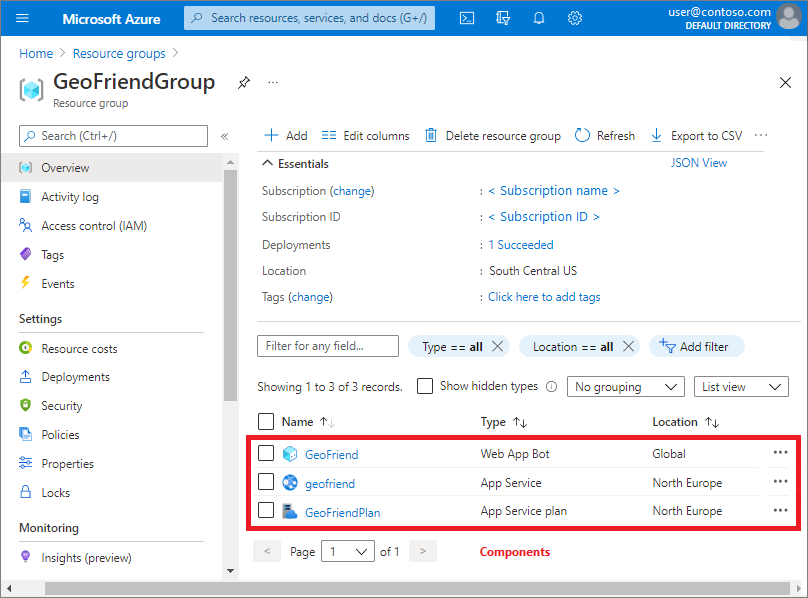 Microsoft Azure
Search resources, services, and docs (G+/)
user@contoso.com
DEFAULT DIRECTORY
Home > Resource groups >
GeoFriendGroup
Resource group
Search (Ctrl+/)
«
Overview
Activity log
Access control (IAM)
Tags
Events
Settings
Resource costs
Deployments
Security
Policies
Properties
Locks
Monitoring
Insights (preview)
Add
Edit columns
Delete resource group
Refresh
Export to CSV
Essentials
JSON View
Subscription (change) : < Subscription name >
Subscription ID : < Subscription ID >
Deployments : 1 Succeeded
Location : South Central US
Tags (change) : Click here to add tags
Filter for any field...
Type == all
Location == all
Add filter
Showing 1 to 3 of 3 records.
Show hidden types
No grouping
List view
Name Type Location
GeoFriend Web App Bot Global
geofriend App Service North Europe
GeoFriendPlan App Service plan North Europe
< Page 1 of 1 >
Components